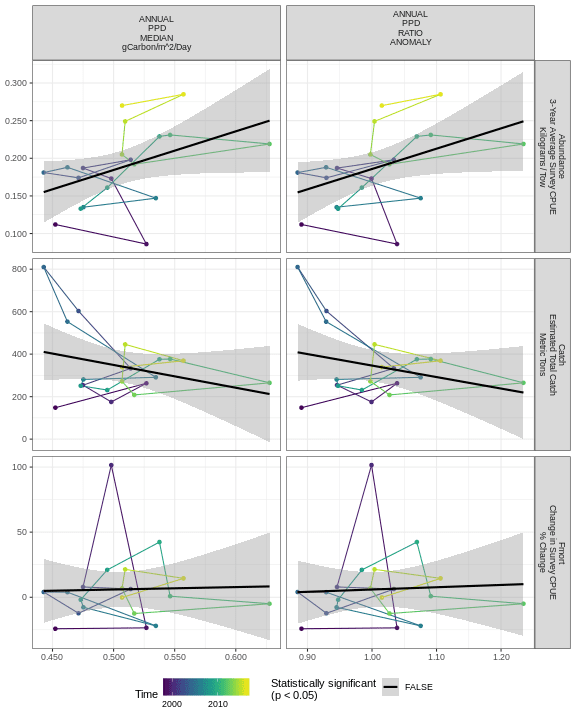 ANNUAL
PPD
MEDIAN
gCarbon/m^2/Day
ANNUAL
PPD
RATIO
ANOMALY
0.300
0.250
0.200
0.150
0.100
Abundance
3-Year Average Survey CPUE
Kilograms/Tow
800
600
400
200
0
Catch
Estimated Total Catch
Metric Tons
100
50
0
Fmort
Change in Survey CPUE
% Change
0.450
0.500
0.550
0.600
0.90
1.00
1.10
1.20
Time
2000
2010
Statistically significant
(p < 0.05)
FALSE